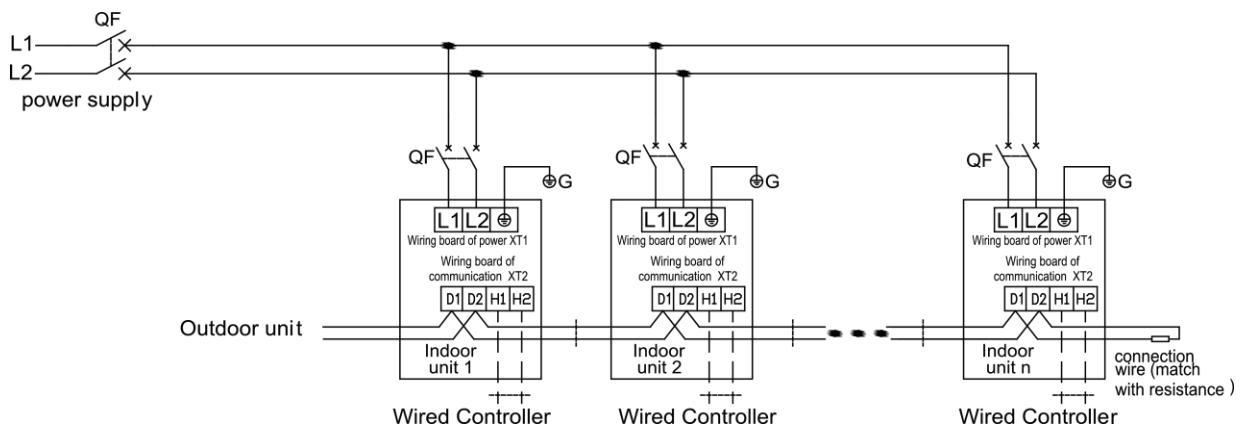 QF
L1
L2
power supply
QF
G
QF
G
QF
G
L1 L2
L1 L2
L1 L2
Wiring board of power XT1
Wiring board of power XT1
Wiring board of power XT1
Wiring board of
communication XT2
Wiring board of
communication XT2
Wiring board of
communication XT2
D1 D2 H1 H2
D1 D2 H1 H2
D1 D2 H1 H2
Outdoor unit
Indoor
unit 1
Indoor
unit 2
Indoor
unit n
connection
wire (match
with resistance )
Wired Controller
Wired Controller
Wired Controller